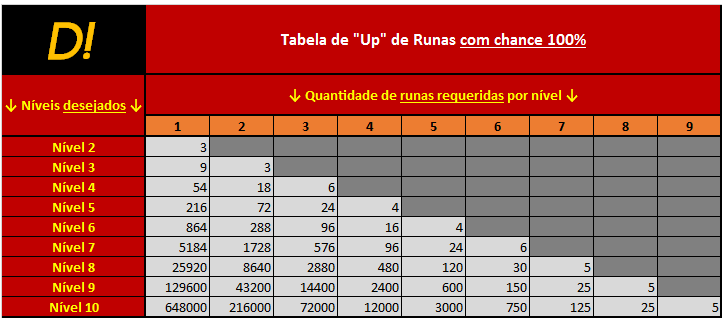 D!
Tabela de "Up" de Runas com chance 100%
↓ Níveis desejados ↓
↓ Quantidade de runas requeridas por nível ↓
1 2 3 4 5 6 7 8 9
Nível 2 3
Nível 3 9 3
Nível 4 54 18 6
Nível 5 216 72 24 4
Nível 6 864 288 96 16 4
Nível 7 5184 1728 576 96 24 6
Nível 8 25920 8640 2880 480 120 30 5
Nível 9 129600 43200 14400 2400 600 150 25 5
Nível 10 648000 216000 72000 12000 3000 750 125 25 5